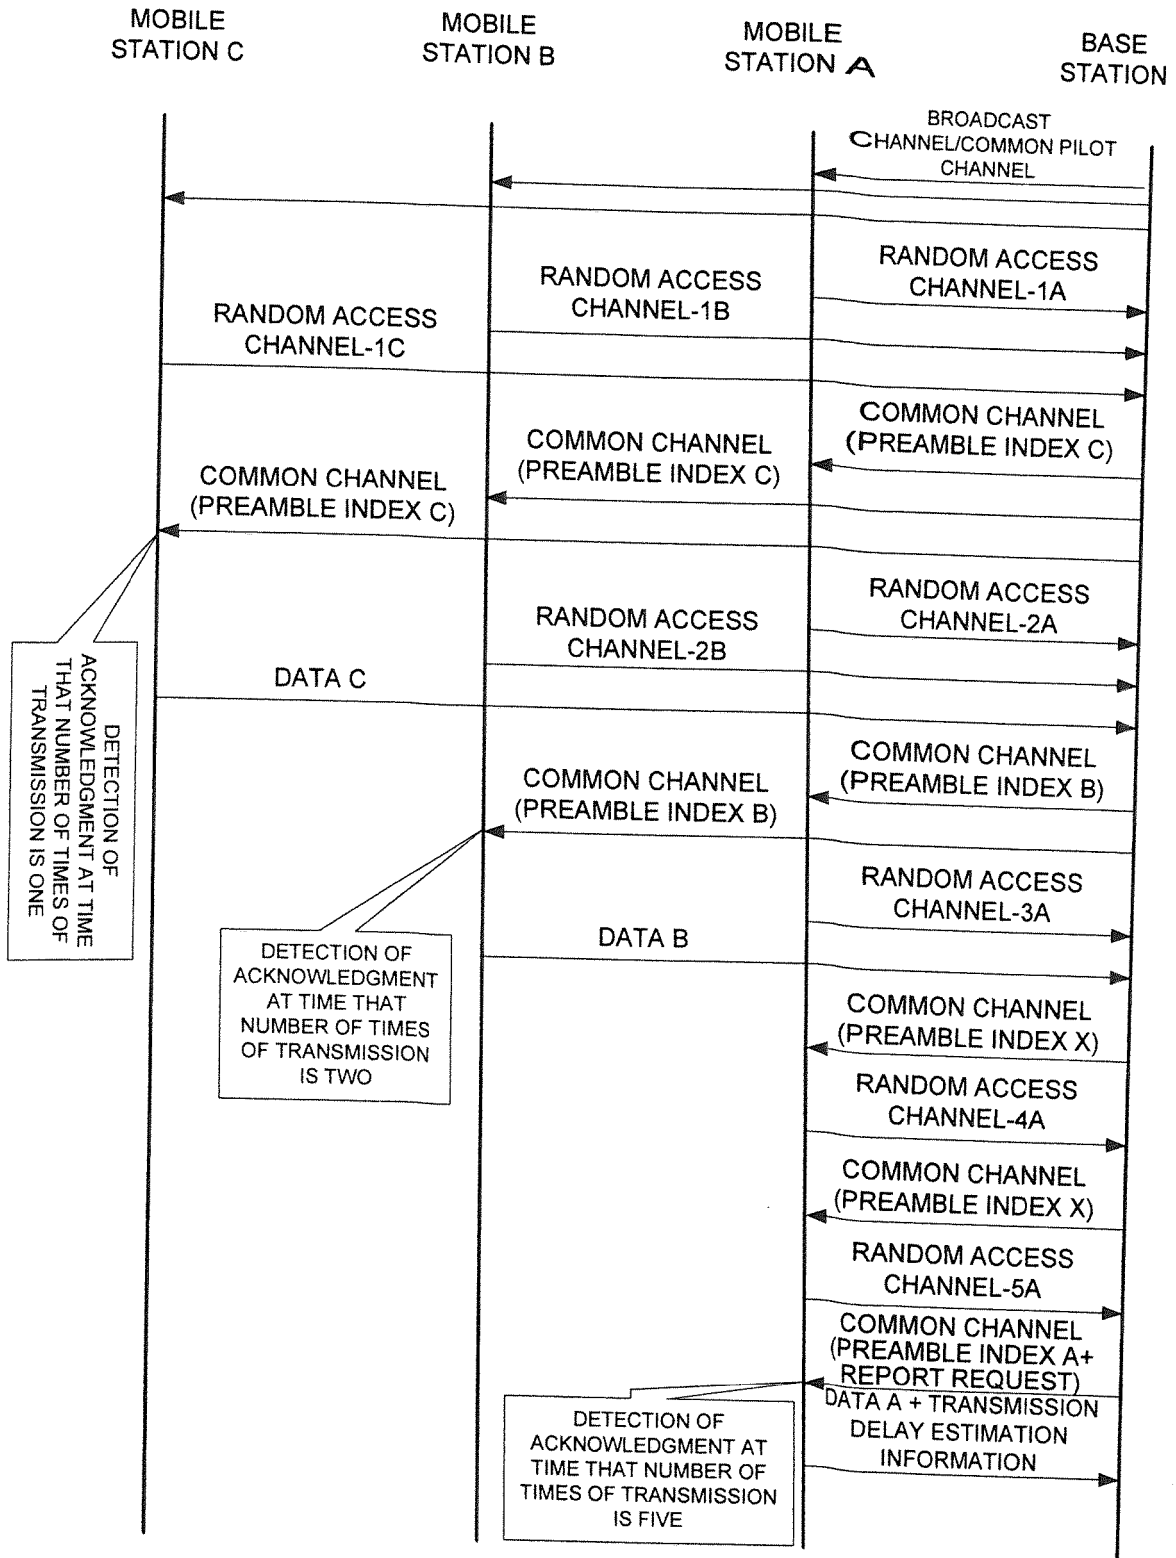 MOBILE
STATION C
MOBILE
STATION B
MOBILE
STATION A
BASE
STATION
BROADCAST
CHANNEL/COMMON PILOT
CHANNEL
RANDOM ACCESS
CHANNEL-1A
RANDOM ACCESS
CHANNEL-1B
RANDOM ACCESS
CHANNEL-1C
COMMON CHANNEL
(PREAMBLE INDEX C)
COMMON CHANNEL
(PREAMBLE INDEX C)
COMMON CHANNEL
(PREAMBLE INDEX C)
RANDOM ACCESS
CHANNEL-2A
RANDOM ACCESS
CHANNEL-2B
DATA C
DETECTION OF
ACKNOWLEDGMENT AT TIME
THAT NUMBER OF TIMES OF
TRANSMISSION IS ONE
COMMON CHANNEL
(PREAMBLE INDEX B)
COMMON CHANNEL
(PREAMBLE INDEX B)
RANDOM ACCESS
CHANNEL-3A
DATA B
DETECTION OF
ACKNOWLEDGMENT
AT TIME THAT
NUMBER OF TIMES
OF TRANSMISSION
IS TWO
COMMON CHANNEL
(PREAMBLE INDEX X)
RANDOM ACCESS
CHANNEL-4A
COMMON CHANNEL
(PREAMBLE INDEX X)
RANDOM ACCESS
CHANNEL-5A
COMMON CHANNEL
(PREAMBLE INDEX A+
REPORT REQUEST)
DATA A + TRANSMISSION
DELAY ESTIMATION
INFORMATION
DETECTION OF
ACKNOWLEDGMENT AT
TIME THAT NUMBER OF
TIMES OF TRANSMISSION
IS FIVE